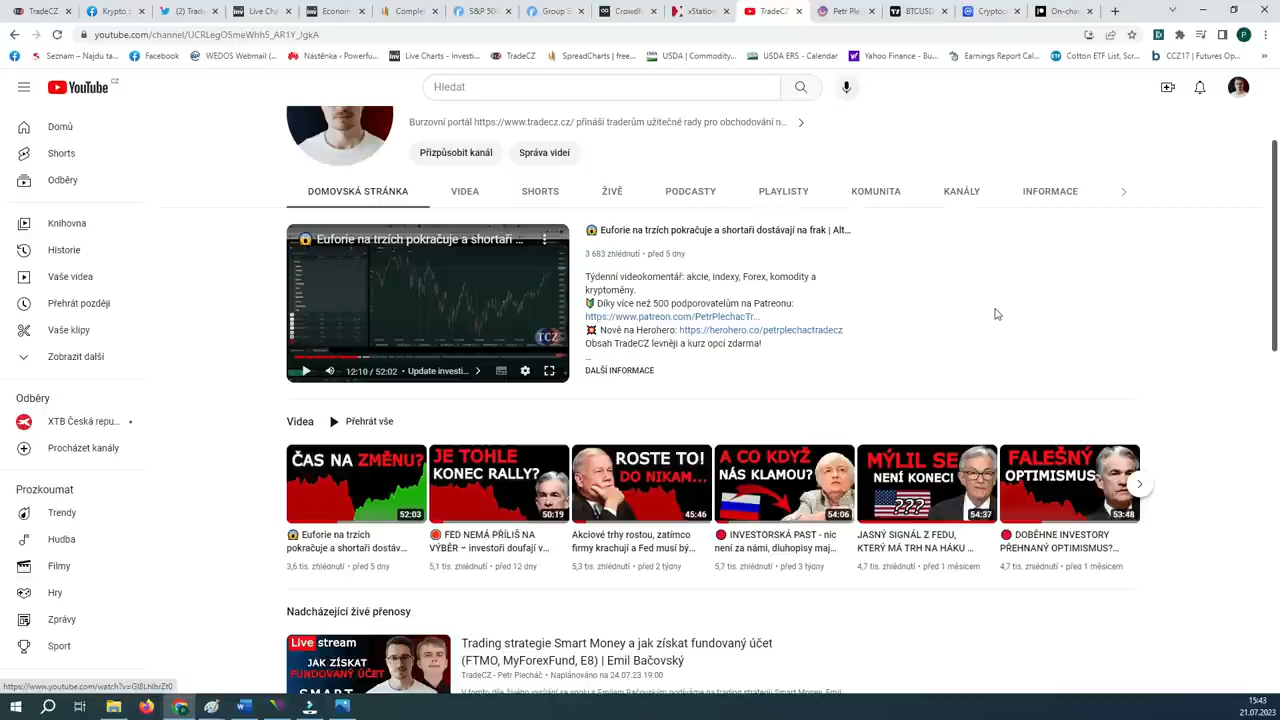 TradeCZ
Krypto s
(2) Trade
Live Cha
Econom
Complet
S&P 50
Group S
Crowdfu
xStation
TradeCZ
Petr Ple
BTCUSD
Cryptoc
On-chai
youtube.com/channel/UCRLegO5meWhh5_AR1Y_JgkA
Seznam – Najdu ta...
Facebook
WEDOS Webmail (...
Nástěnka ‹ Powerfu...
Live Charts - Investi...
TradeCZ
SpreadCharts | free...
USDA | Commodity...
USDA ERS - Calendar
Yahoo Finance - Bu...
Earnings Report Cal...
Cotton ETF List, Scr...
CCZ17 | Futures Op...
YouTube CZ
Hledat
Domů
Shorts
Odběry
Knihovna
Historie
Vaše videa
Přehrát později
Vaše klipy
Zobrazit další
Odběry
XTB Česká repu...
Procházet kanály
Prozkoumat
Trendy
Hudba
Filmy
Hry
Zprávy
Sport
Burzovní portál https://www.tradecz.cz/ přináší traderům užitečné rady pro obchodování n...
Přizpůsobit kanál
Správa videí
DOMOVSKÁ STRÁNKA
VIDEA
SHORTS
ŽIVĚ
PODCASTY
PLAYLISTY
KOMUNITA
KANÁLY
INFORMACE
Euforie na trzích pokračuje a shortaři ...
TCZ
12:10 / 52:02 • Update investi...
Euforie na trzích pokračuje a shortaři dostávají na frak | Alt...
3 683 zhlédnutí • před 5 dny
Týdenní videokomentář: akcie, indexy, Forex, komodity a
kryptoměny.
Díky více než 500 podporovatelům na Patreonu:
https://www.patreon.com/PetrPlechacTr...
Nově na Herohero: https://herohero.co/petrplechactradecz
Obsah TradeCZ levněji a kurz opcí zdarma!
...
DALŠÍ INFORMACE
Videa
Přehrát vše
ČAS NA ZMĚNU?
52:03
JE TOHLE
KONEC RALLY?
50:19
ROSTE TO!
DO NIKAM...
45:46
A CO KDYŽ
NÁS KLAMOU?
54:06
MÝLIL SE
NENÍ KONECI
???
54:37
FALEŠNÝ
OPTIMISMUS?
53:48
Euforie na trzích
pokračuje a shortaři dostáv...
3,6 tis. zhlédnutí • před 5 dny
FED NEMÁ PŘÍLIŠ NA
VÝBĚR – investoři doufají v...
5,1 tis. zhlédnutí • před 12 dny
Akciové trhy rostou, zatímco
firmy krachují a Fed musí bý...
5,3 tis. zhlédnutí • před 2 týdny
INVESTORSKÁ PAST - nic
není za námi, dluhopisy maj...
5,7 tis. zhlédnutí • před 3 týdny
JASNÝ SIGNÁL Z FEDU,
KTERÝ MÁ TRH NA HÁKU ...
4,7 tis. zhlédnutí • před 1 měsícem
DOBĚHNE INVESTORY
PŘEHNANÝ OPTIMISMUS?...
4,7 tis. zhlédnutí • před 1 měsícem
Nadcházející živé přenosy
Live stream
JAK ZÍSKAT
FUNDOVANÝ ÚČET
SMART
Trading strategie Smart Money a jak získat fundovaný účet
(FTMO, MyForexFund, E8) | Emil Bačovský
TradeCZ - Petr Plecháč • Naplánováno na 24.07.23 19:00
15:43
21.07.2023